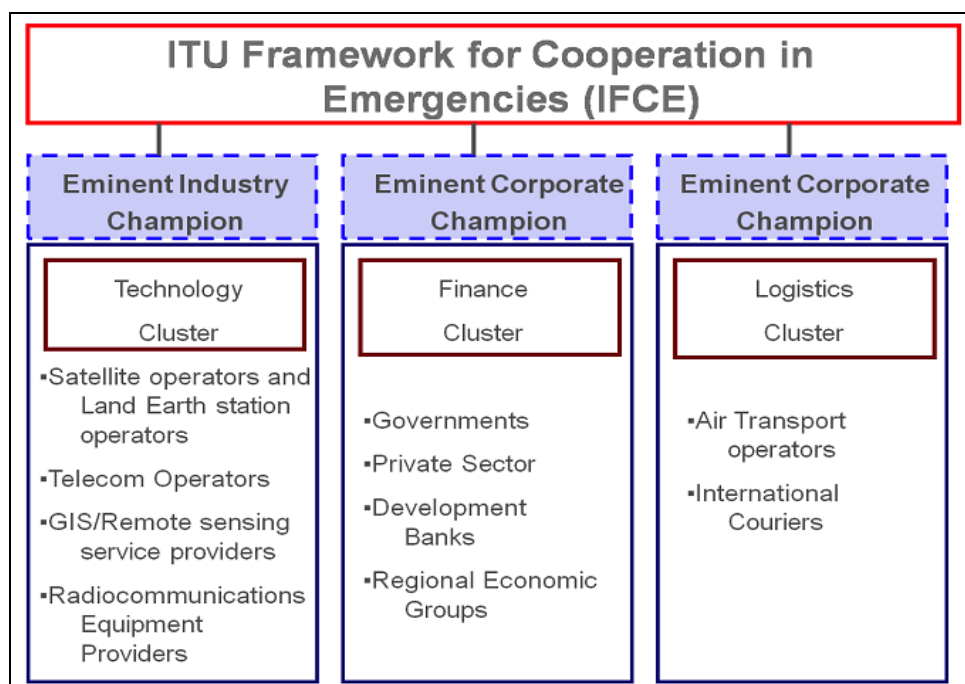 ITU Framework for Cooperation in
Emergencies (IFCE)
Eminent Industry
Champion
Technology
Cluster
▪Satellite operators and
Land Earth station
operators
▪Telecom Operators
▪GIS/Remote sensing
service providers
▪Radiocommunications
Equipment
Providers
Eminent Corporate
Champion
Finance
Cluster
▪Governments
▪Private Sector
▪Development
Banks
▪Regional Economic
Groups
Eminent Corporate
Champion
Logistics
Cluster
▪Air Transport
operators
▪International
Couriers